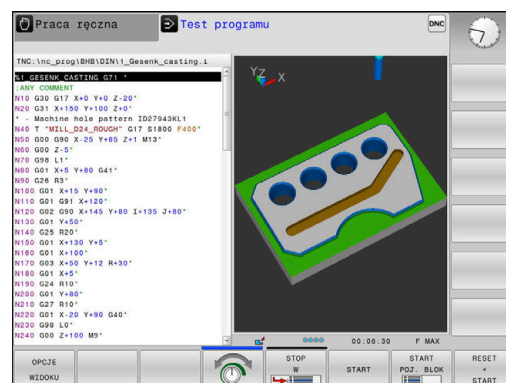 Praca ręczna
Test programu
DNC
TNC:\nc_prog\BHB\DIN\1_Gesenk_casting.i
%1_GESENK_CASTING G71 *
;ANY COMMENT
N10 G30 G17 X+0 Y+0 Z-20*
N20 G31 X+150 Y+100 Z+0*
* - Machine hole pattern ID27943KL1
N40 T "MILL_D24_ROUGH" G17 S1800 F400*
N50 G00 G90 X-25 Y+65 Z+1 M13*
N60 G00 Z-5*
N70 G98 L1*
N80 G01 X+5 Y+80 G41*
N90 G26 R3*
N100 G01 X+15 Y+90*
N110 G01 G91 X+120*
N120 G02 G90 X+145 Y+80 I+135 J+80*
N130 G01 Y+50*
N140 G25 R20*
N150 G01 X+130 Y+5*
N160 G01 X+100*
N170 G03 X+50 Y+12 R+30*
N180 G01 X+5*
N190 G24 R10*
N200 G01 Y+80*
N210 G27 R10*
N220 G01 X-20 Y+90 G40*
N230 G98 L0*
N240 G00 Z+100 M9*
Y Z X
00:06:30 F MAX
OPCJE
WIDOKU
STOP
W
START
START
POJ. BLOK
RESET
+
START